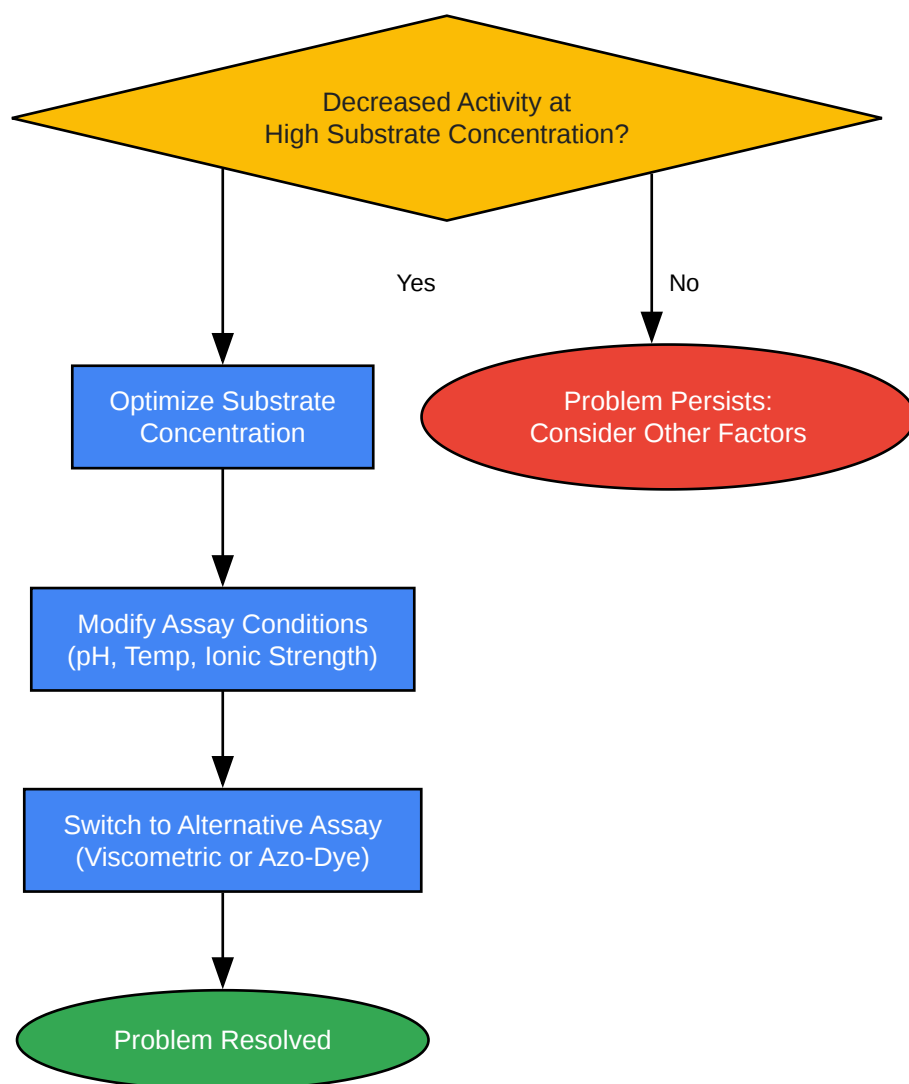 Decreased Activity at
High Substrate Concentration?
Yes
No
Optimize Substrate
Concentration
Problem Persists:
Consider Other Factors
Modify Assay Conditions
(pH, Temp, Ionic Strength)
Switch to Alternative Assay
(Viscometric or Azo-Dye)
Problem Resolved